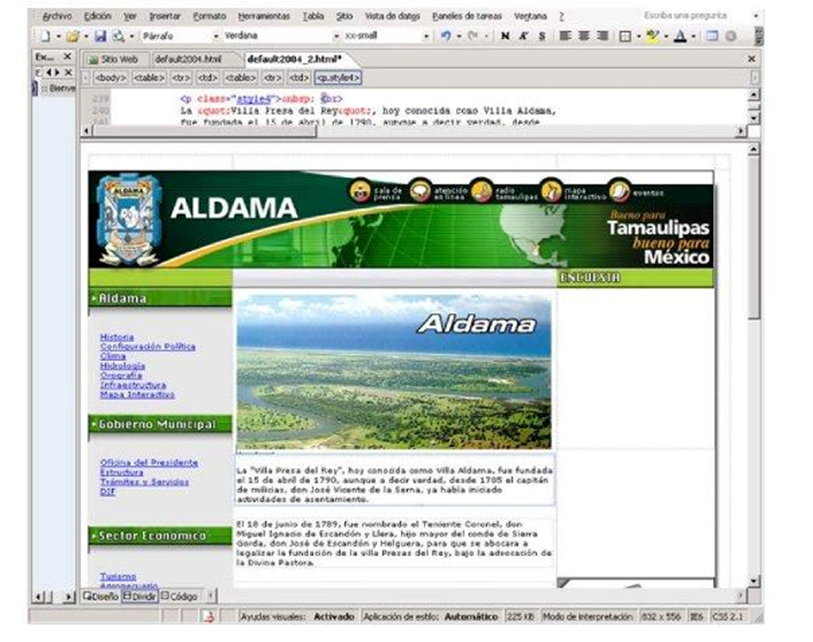 Archivo Edición Ver Insertar Formato Herramientas Tabla Sitio Vista de datos Paneles de tareas Ventana ? Escriba una pregunta
Párrafo Verdana xx-small N K S A
Ex... X Sitio Web default2004.html default2004_2.html* x
<body> <table> <tr> <td> <table> <tr> <td> <p.style4>
:: Bienve
239 <p class="style4">&nbsp; <br>
240 La &quot;Villa Presa del Rey&quot;, hoy conocida como Villa Aldama,
241 fue fundada el 15 de abril de 1790, aunque a decir verdad, desde
ALDAMA
ALDAMA
sala de prensa atención en línea radio tamaulipas mapa interactivo eventos
Bueno para
Tamaulipas
bueno para
México
ENCUESTA
Aldama
Historia
Configuración Política
Clima
Hidrología
Orografía
Infraestructura
Mapa Interactivo
Gobierno Municipal
Oficina del Presidente
Estructura
Trámites y Servicios
DIF
Sector Económico
Turismo
Agropecuario
Aldama
La "Villa Presa del Rey", hoy conocida como Villa Aldama, fue fundada
el 15 de abril de 1790, aunque a decir verdad, desde 1785 el capitán
de milicias, don José Vicente de la Serna, ya había iniciado
actividades de asentamiento.
El 18 de junio de 1789, fue nombrado el Teniente Coronel, don
Miguel Ignacio de Escandón y Llera, hijo mayor del conde de Sierra
Gorda, don José de Escandón y Helguera, para que se abocara a
legalizar la fundación de la villa Presas del Rey, bajo la advocación de
la Divina Pastora.
Diseño Dividir Código
Ayudas visuales: Activado Aplicación de estilo: Automático 225 KB Modo de interpretación 832 x 556 IE6 CSS 2.1